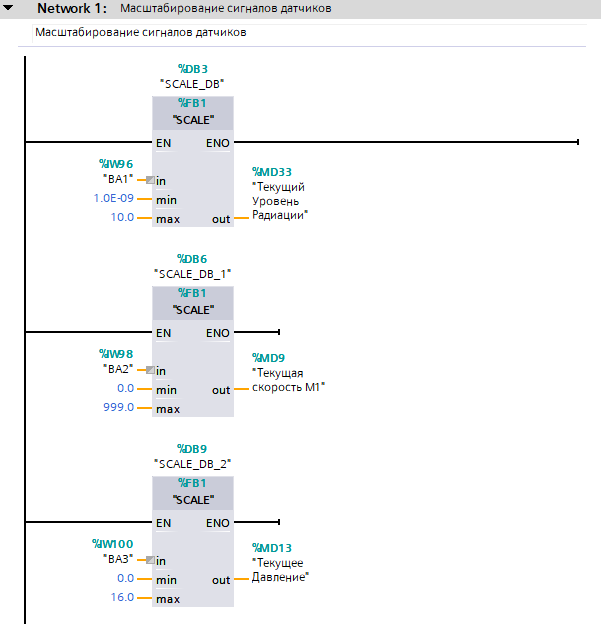 Network 1: Масштабирование сигналов датчиков
Масштабирование сигналов датчиков
%DB3
"SCALE_DB"
%FB1
"SCALE"
EN ENO
%IW96
"BA1" in
1.0E-09 min
10.0 max out
%MD33
"Текущий
Уровень
Радиации"
%DB6
"SCALE_DB_1"
%FB1
"SCALE"
EN ENO
%IW98
"BA2" in
0.0 min
999.0 max
out
%MD9
"Текущая
скорость М1"
%DB9
"SCALE_DB_2"
%FB1
"SCALE"
EN ENO
%IW100
"BA3" in
0.0 min
16.0 max
out
%MD13
"Текущее
Давление"